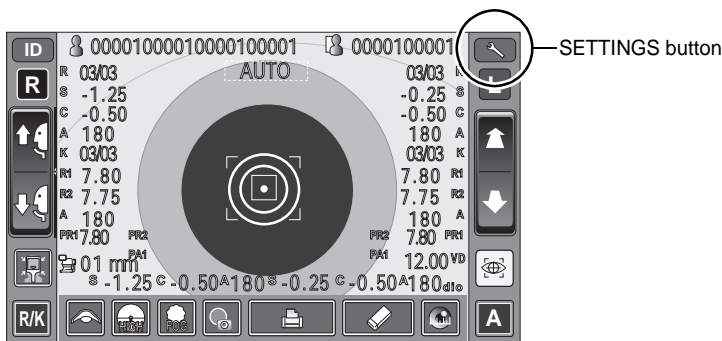 ID 00001000010000100001 0000100001 SETTINGS button
AUTO
R R 03/03 03/03 L
S -1.25 -0.25 S
C -0.50 -0.50 C
A 180 180 A
K 03/03 03/03 K
R1 7.80 7.80 R1
R2 7.75 7.75 R2
A 180 180 A
PR1 7.80 PR2 PR2 7.80 PR1
PA1 PA1
01 mm 12.00 VD
S -1.25 C -0.50 A 180 S -0.25 C -0.50 A 180 dio
R/K HIGH FOG A